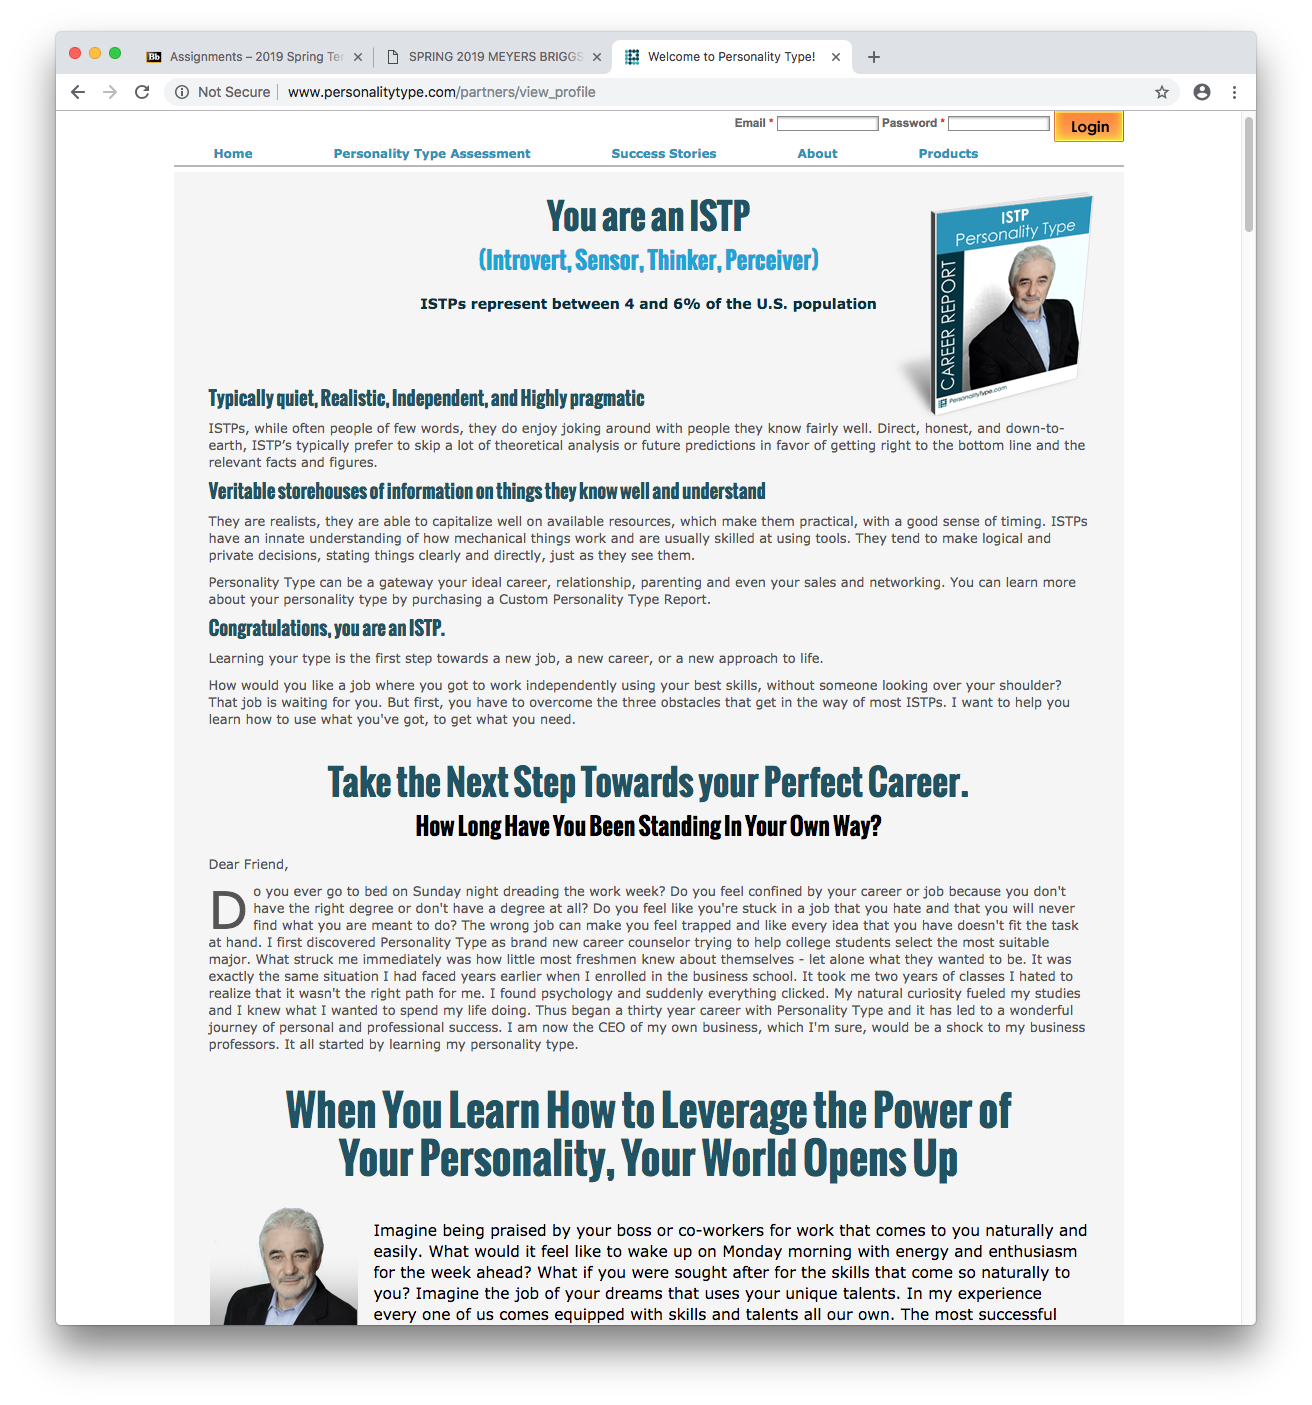 Assignments – 2019 Spring Ter
SPRING 2019 MEYERS BRIGGS
Welcome to Personality Type!
Not Secure
www.personalitytype.com/partners/view_profile
Email *
Password *
Login
Home
Personality Type Assessment
Success Stories
About
Products
You are an ISTP
(Introvert, Sensor, Thinker, Perceiver)
ISTPs represent between 4 and 6% of the U.S. population
ISTP
Personality Type
CAREER REPORT
PersonalityType.com
Typically quiet, Realistic, Independent, and Highly pragmatic
ISTPs, while often people of few words, they do enjoy joking around with people they know fairly well. Direct, honest, and down-to-
earth, ISTP’s typically prefer to skip a lot of theoretical analysis or future predictions in favor of getting right to the bottom line and the
relevant facts and figures.
Veritable storehouses of information on things they know well and understand
They are realists, they are able to capitalize well on available resources, which make them practical, with a good sense of timing. ISTPs
have an innate understanding of how mechanical things work and are usually skilled at using tools. They tend to make logical and
private decisions, stating things clearly and directly, just as they see them.
Personality Type can be a gateway your ideal career, relationship, parenting and even your sales and networking. You can learn more
about your personality type by purchasing a Custom Personality Type Report.
Congratulations, you are an ISTP.
Learning your type is the first step towards a new job, a new career, or a new approach to life.
How would you like a job where you got to work independently using your best skills, without someone looking over your shoulder?
That job is waiting for you. But first, you have to overcome the three obstacles that get in the way of most ISTPs. I want to help you
learn how to use what you've got, to get what you need.
Take the Next Step Towards your Perfect Career.
How Long Have You Been Standing In Your Own Way?
Dear Friend,
Do you ever go to bed on Sunday night dreading the work week? Do you feel confined by your career or job because you don't
have the right degree or don't have a degree at all? Do you feel like you're stuck in a job that you hate and that you will never
find what you are meant to do? The wrong job can make you feel trapped and like every idea that you have doesn't fit the task
at hand. I first discovered Personality Type as brand new career counselor trying to help college students select the most suitable
major. What struck me immediately was how little most freshmen knew about themselves - let alone what they wanted to be. It was
exactly the same situation I had faced years earlier when I enrolled in the business school. It took me two years of classes I hated to
realize that it wasn't the right path for me. I found psychology and suddenly everything clicked. My natural curiosity fueled my studies
and I knew what I wanted to spend my life doing. Thus began a thirty year career with Personality Type and it has led to a wonderful
journey of personal and professional success. I am now the CEO of my own business, which I'm sure, would be a shock to my business
professors. It all started by learning my personality type.
When You Learn How to Leverage the Power of
Your Personality, Your World Opens Up
Imagine being praised by your boss or co-workers for work that comes to you naturally and
easily. What would it feel like to wake up on Monday morning with energy and enthusiasm
for the week ahead? What if you were sought after for the skills that come so naturally to
you? Imagine the job of your dreams that uses your unique talents. In my experience
every one of us comes equipped with skills and talents all our own. The most successful